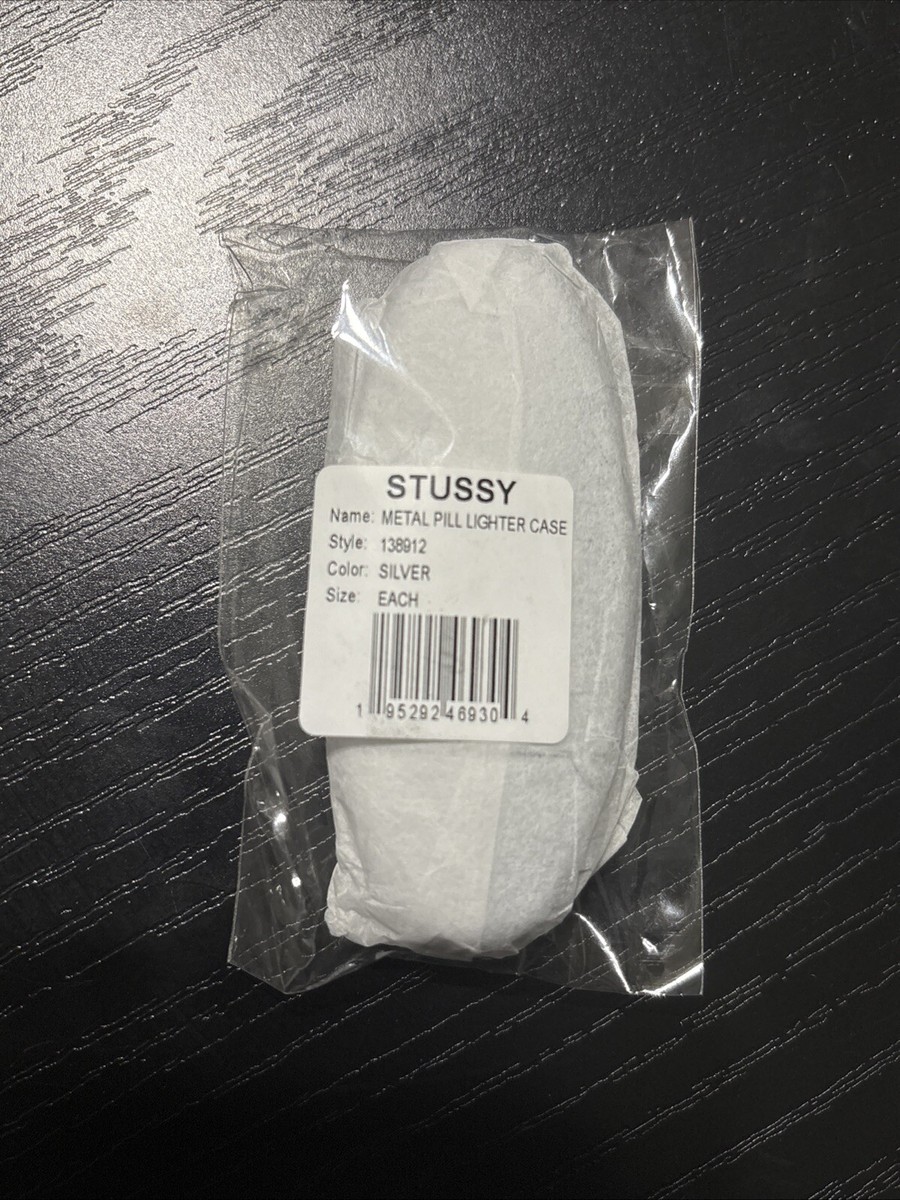 STUSSY
Name: METAL PILL LIGHTER CASE
Style: 138912
Color: SILVER
Size: EACH
1 95292 46930 4